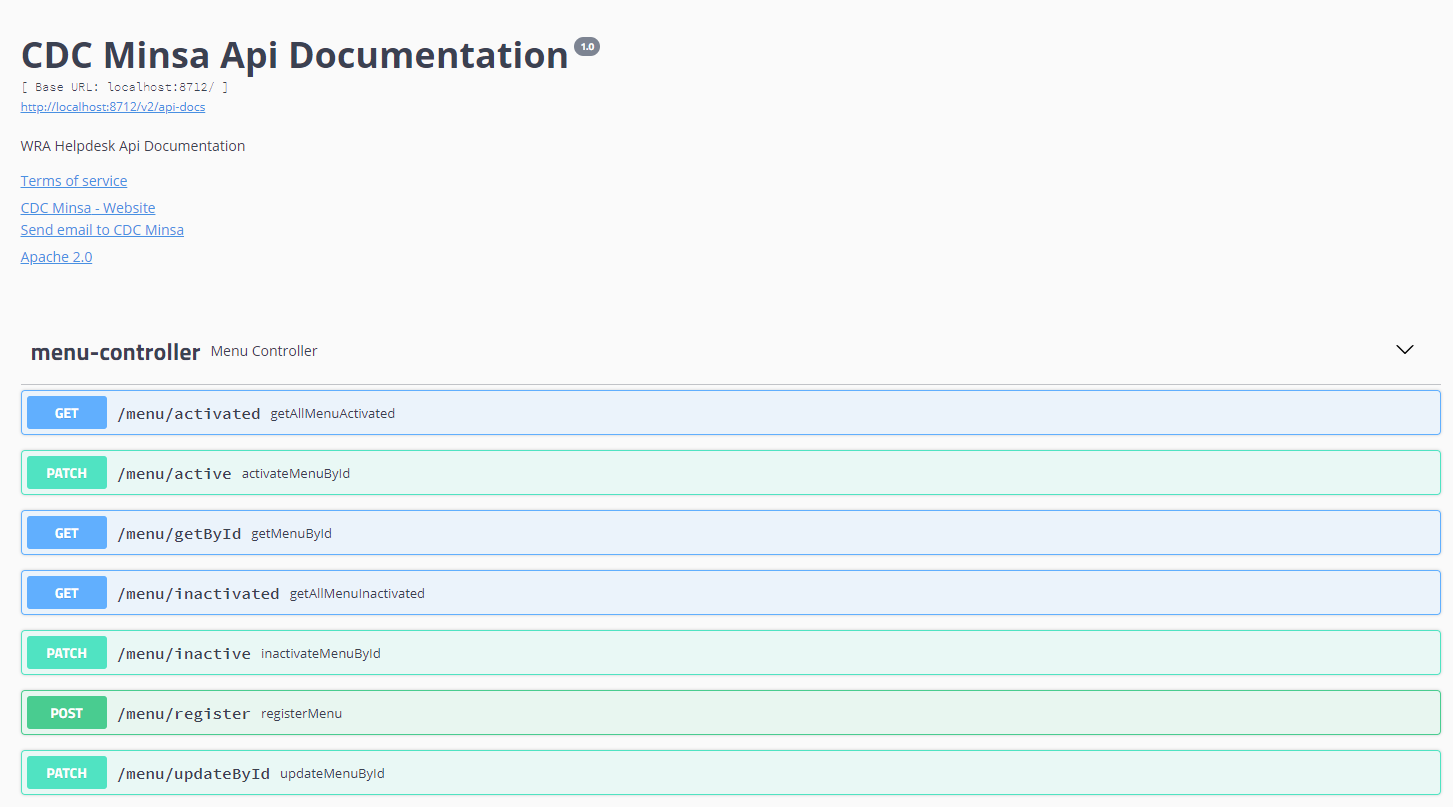 CDC Minsa Api Documentation 1.0
[ Base URL: localhost:8712/ ]
http://localhost:8712/v2/api-docs
WRA Helpdesk Api Documentation
Terms of service
CDC Minsa - Website
Send email to CDC Minsa
Apache 2.0
menu-controller Menu Controller
GET /menu/activated getAllMenuActivated
PATCH /menu/active activateMenuById
GET /menu/getById getMenuById
GET /menu/inactivated getAllMenuInactivated
PATCH /menu/inactive inactivateMenuById
POST /menu/register registerMenu
PATCH /menu/updateById updateMenuById